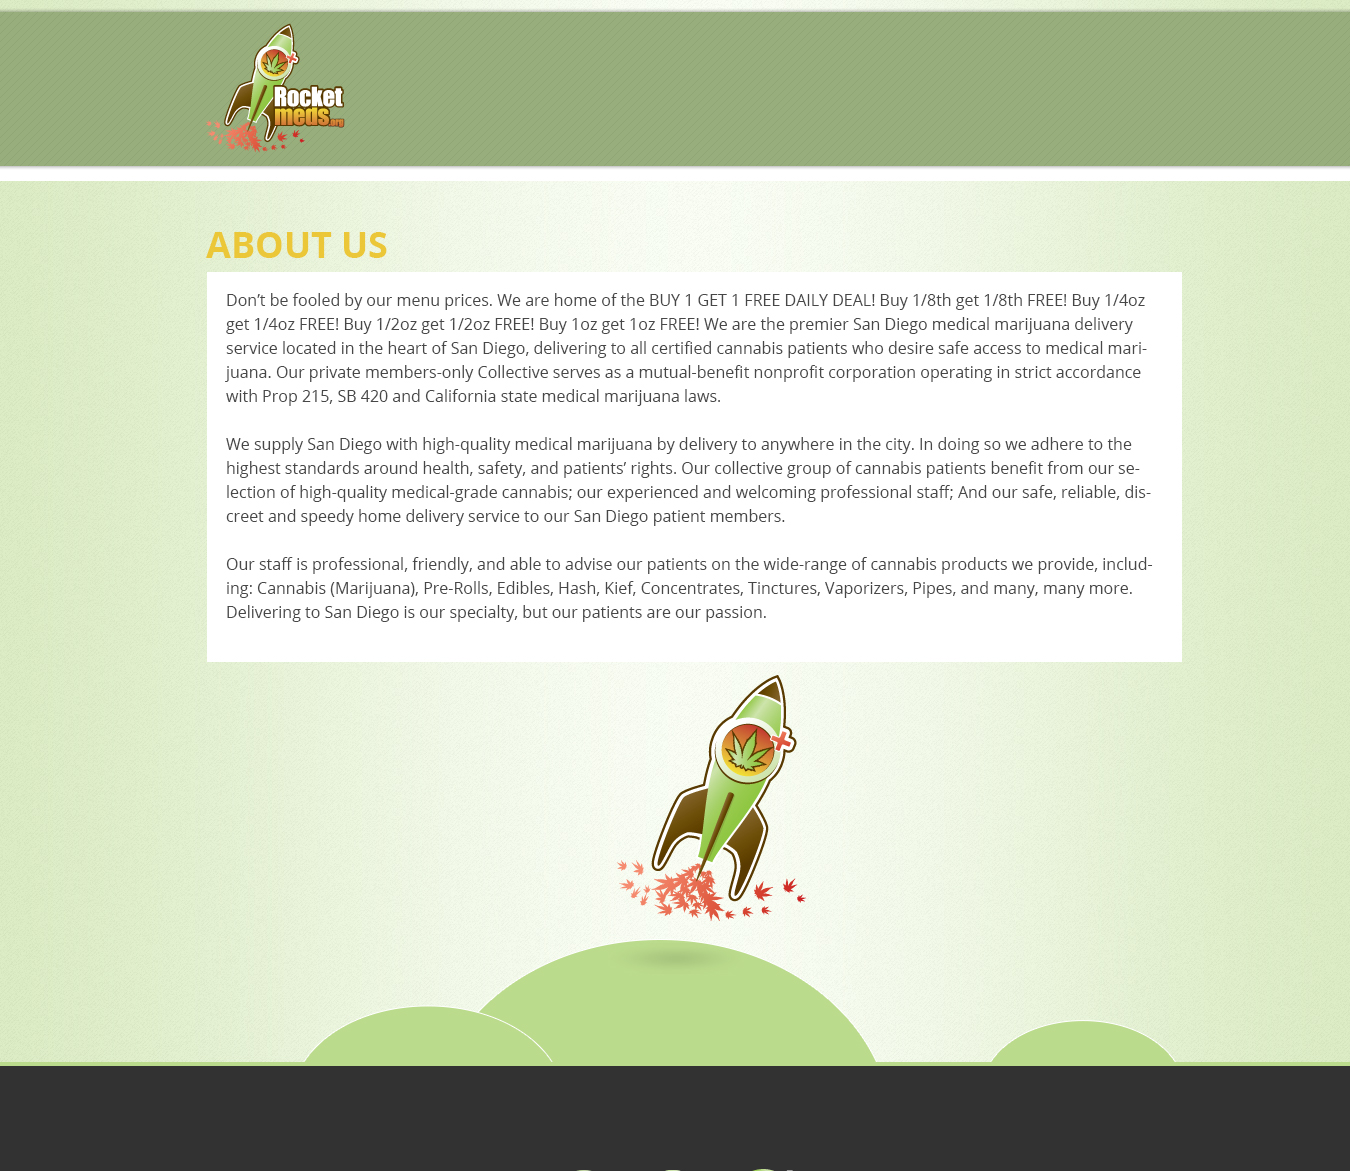 Rocket
meds.org
ABOUT US
Don’t be fooled by our menu prices. We are home of the BUY 1 GET 1 FREE DAILY DEAL! Buy 1/8th get 1/8th FREE! Buy 1/4oz
get 1/4oz FREE! Buy 1/2oz get 1/2oz FREE! Buy 1oz get 1oz FREE! We are the premier San Diego medical marijuana delivery
service located in the heart of San Diego, delivering to all certified cannabis patients who desire safe access to medical mari-
juana. Our private members-only Collective serves as a mutual-benefit nonprofit corporation operating in strict accordance
with Prop 215, SB 420 and California state medical marijuana laws.
We supply San Diego with high-quality medical marijuana by delivery to anywhere in the city. In doing so we adhere to the
highest standards around health, safety, and patients’ rights. Our collective group of cannabis patients benefit from our se-
lection of high-quality medical-grade cannabis; our experienced and welcoming professional staff; And our safe, reliable, dis-
creet and speedy home delivery service to our San Diego patient members.
Our staff is professional, friendly, and able to advise our patients on the wide-range of cannabis products we provide, includ-
ing: Cannabis (Marijuana), Pre-Rolls, Edibles, Hash, Kief, Concentrates, Tinctures, Vaporizers, Pipes, and many, many more.
Delivering to San Diego is our specialty, but our patients are our passion.